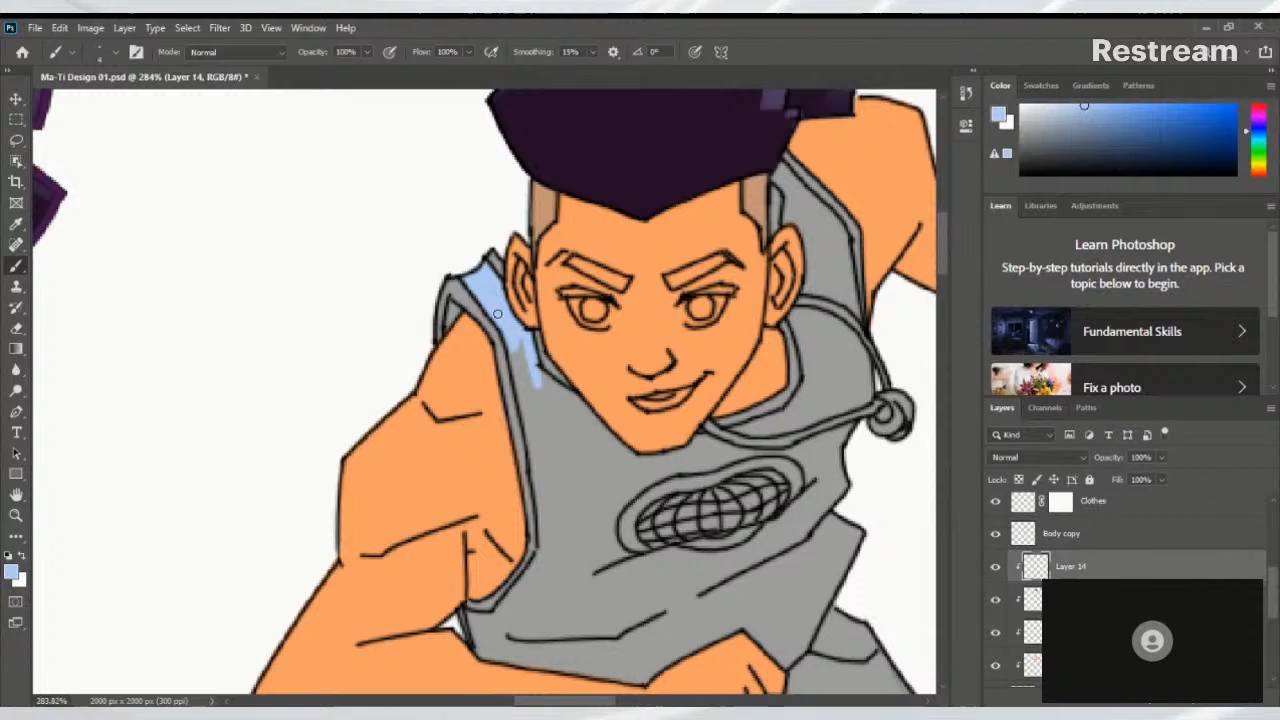 Ps File Edit Image Layer Type Select Filter 3D View Window Help
Restream
4 Mode: Normal Opacity: 100% Flow: 100% Smoothing: 15% 0°
Ma-Ti Design 01.psd @ 284% (Layer 14, RGB/8#) *
Color Swatches Gradients Patterns
Learn Libraries Adjustments
Learn Photoshop
Step-by-step tutorials directly in the app. Pick a
topic below to begin.
Fundamental Skills
Fix a photo
Layers Channels Paths
Kind
Normal Opacity: 100%
Lock: Fill: 100%
Clothes
Body copy
Layer 14
283.82% 2000 px x 2000 px (300 ppi)